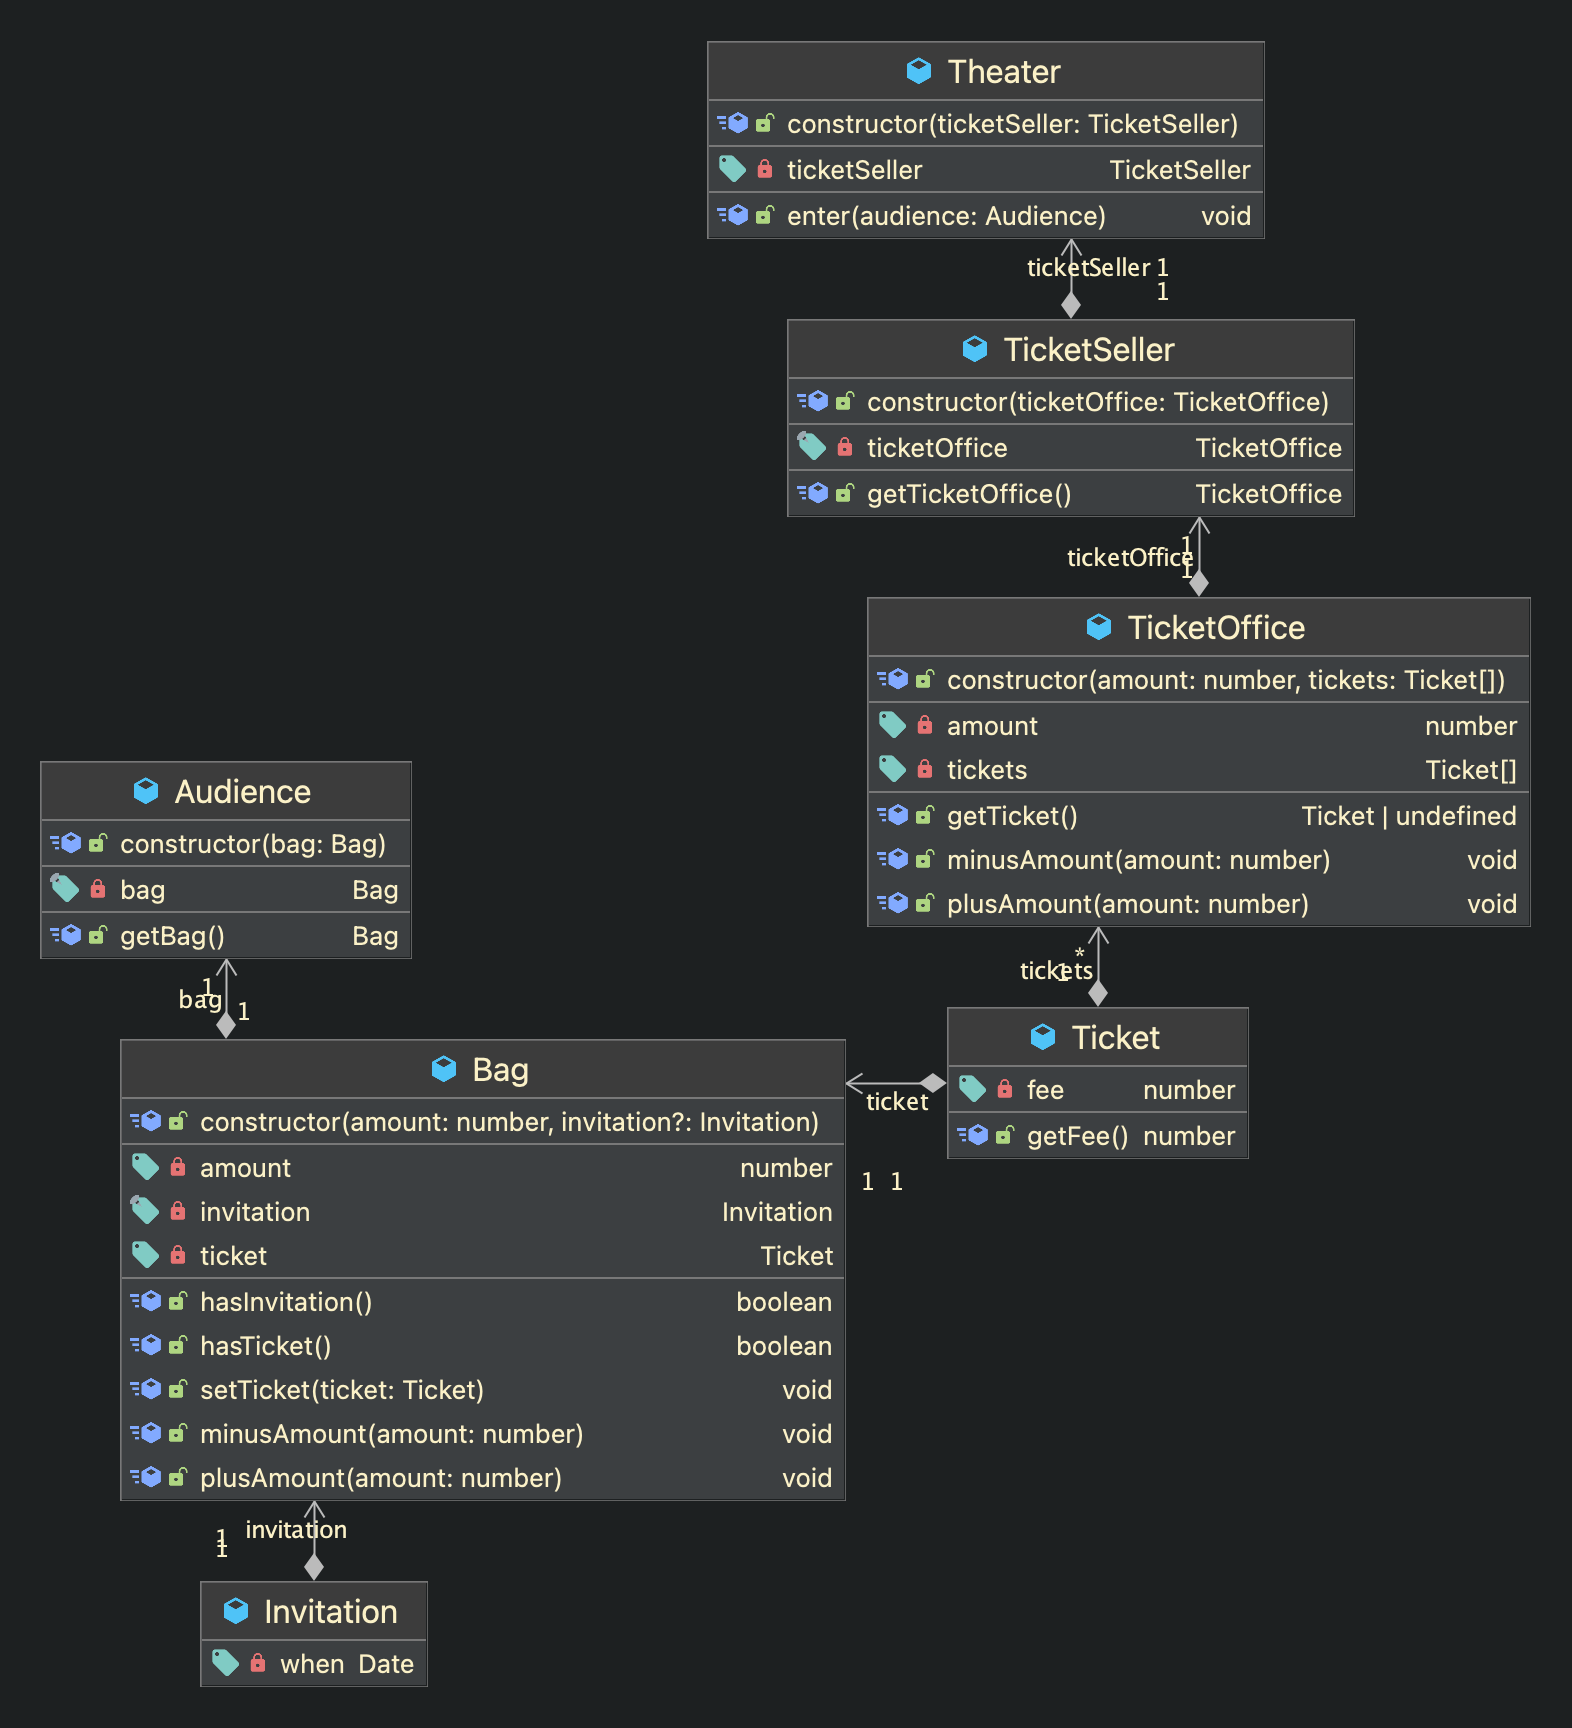 Theater
constructor(ticketSeller: TicketSeller)
ticketSeller TicketSeller
enter(audience: Audience) void
ticketSeller 1
1
TicketSeller
constructor(ticketOffice: TicketOffice)
ticketOffice TicketOffice
getTicketOffice() TicketOffice
1
ticketOffice
1
TicketOffice
constructor(amount: number, tickets: Ticket[])
amount number
tickets Ticket[]
getTicket() Ticket | undefined
minusAmount(amount: number) void
plusAmount(amount: number) void
*
tickets
1
Audience
constructor(bag: Bag)
bag Bag
getBag() Bag
1
bag
1
Ticket
fee number
getFee() number
ticket
1 1
Bag
constructor(amount: number, invitation?: Invitation)
amount number
invitation Invitation
ticket Ticket
hasInvitation() boolean
hasTicket() boolean
setTicket(ticket: Ticket) void
minusAmount(amount: number) void
plusAmount(amount: number) void
invitation
1
1
Invitation
when Date